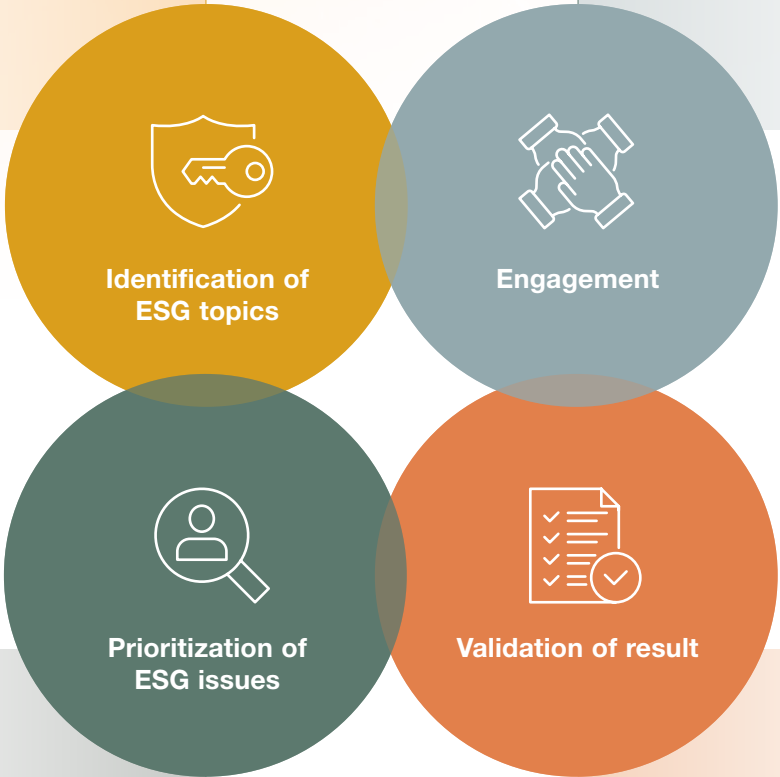 Identification of
ESG topics
Engagement
Prioritization of
ESG issues
Validation of result